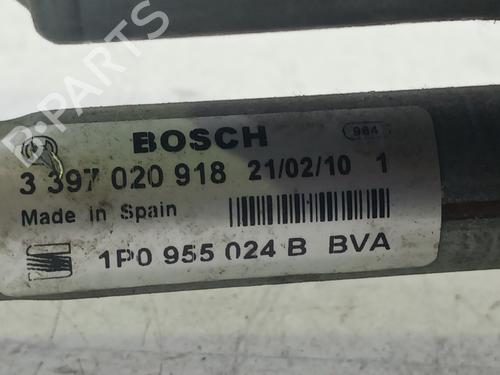 BOSCH 984
3 397 020 918 21/02/10 1
Made in Spain
1P0 955 024 B BVA
B-PARTS